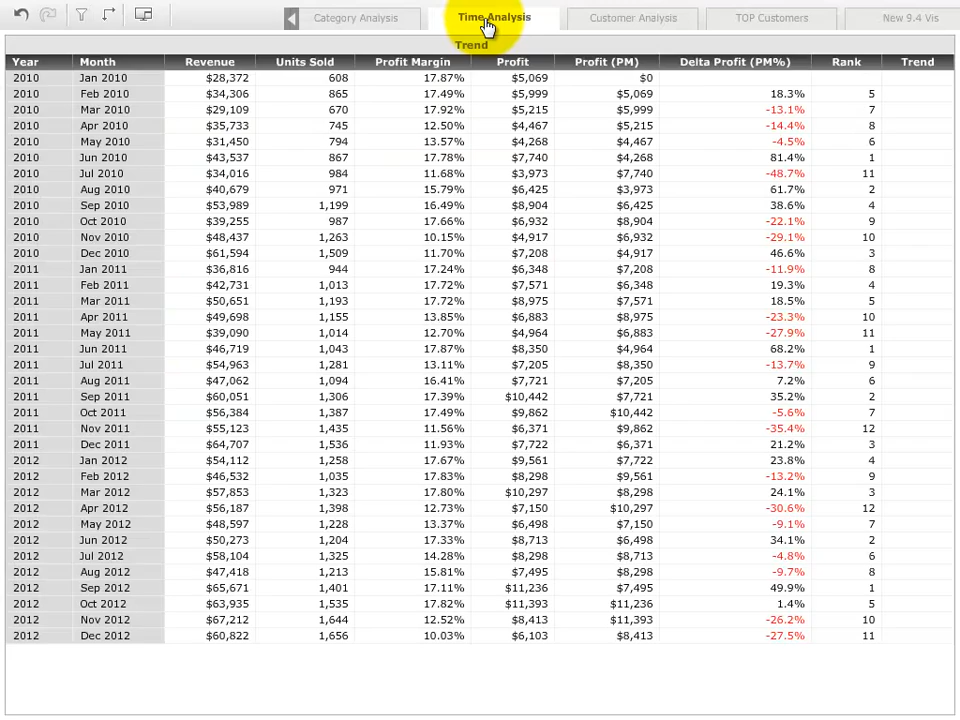 Category Analysis Time Analysis Customer Analysis TOP Customers New 9.4 Vis
Trend
Year Month Revenue Units Sold Profit Margin Profit Profit (PM) Delta Profit (PM%) Rank Trend
2010 Jan 2010 $28,372 608 17.87% $5,069 $0
2010 Feb 2010 $34,306 865 17.49% $5,999 $5,069 18.3% 5
2010 Mar 2010 $29,109 670 17.92% $5,215 $5,999 -13.1% 7
2010 Apr 2010 $35,733 745 12.50% $4,467 $5,215 -14.4% 8
2010 May 2010 $31,450 794 13.57% $4,268 $4,467 -4.5% 6
2010 Jun 2010 $43,537 867 17.78% $7,740 $4,268 81.4% 1
2010 Jul 2010 $34,016 984 11.68% $3,973 $7,740 -48.7% 11
2010 Aug 2010 $40,679 971 15.79% $6,425 $3,973 61.7% 2
2010 Sep 2010 $53,989 1,199 16.49% $8,904 $6,425 38.6% 4
2010 Oct 2010 $39,255 987 17.66% $6,932 $8,904 -22.1% 9
2010 Nov 2010 $48,437 1,263 10.15% $4,917 $6,932 -29.1% 10
2010 Dec 2010 $61,594 1,509 11.70% $7,208 $4,917 46.6% 3
2011 Jan 2011 $36,816 944 17.24% $6,348 $7,208 -11.9% 8
2011 Feb 2011 $42,731 1,013 17.72% $7,571 $6,348 19.3% 4
2011 Mar 2011 $50,651 1,193 17.72% $8,975 $7,571 18.5% 5
2011 Apr 2011 $49,698 1,155 13.85% $6,883 $8,975 -23.3% 10
2011 May 2011 $39,090 1,014 12.70% $4,964 $6,883 -27.9% 11
2011 Jun 2011 $46,719 1,043 17.87% $8,350 $4,964 68.2% 1
2011 Jul 2011 $54,963 1,281 13.11% $7,205 $8,350 -13.7% 9
2011 Aug 2011 $47,062 1,094 16.41% $7,721 $7,205 7.2% 6
2011 Sep 2011 $60,051 1,306 17.39% $10,442 $7,721 35.2% 2
2011 Oct 2011 $56,384 1,387 17.49% $9,862 $10,442 -5.6% 7
2011 Nov 2011 $55,123 1,435 11.56% $6,371 $9,862 -35.4% 12
2011 Dec 2011 $64,707 1,536 11.93% $7,722 $6,371 21.2% 3
2012 Jan 2012 $54,112 1,258 17.67% $9,561 $7,722 23.8% 4
2012 Feb 2012 $46,532 1,035 17.83% $8,298 $9,561 -13.2% 9
2012 Mar 2012 $57,853 1,323 17.80% $10,297 $8,298 24.1% 3
2012 Apr 2012 $56,187 1,398 12.73% $7,150 $10,297 -30.6% 12
2012 May 2012 $48,597 1,228 13.37% $6,498 $7,150 -9.1% 7
2012 Jun 2012 $50,273 1,204 17.33% $8,713 $6,498 34.1% 2
2012 Jul 2012 $58,104 1,325 14.28% $8,298 $8,713 -4.8% 6
2012 Aug 2012 $47,418 1,213 15.81% $7,495 $8,298 -9.7% 8
2012 Sep 2012 $65,671 1,401 17.11% $11,236 $7,495 49.9% 1
2012 Oct 2012 $63,935 1,535 17.82% $11,393 $11,236 1.4% 5
2012 Nov 2012 $67,212 1,644 12.52% $8,413 $11,393 -26.2% 10
2012 Dec 2012 $60,822 1,656 10.03% $6,103 $8,413 -27.5% 11